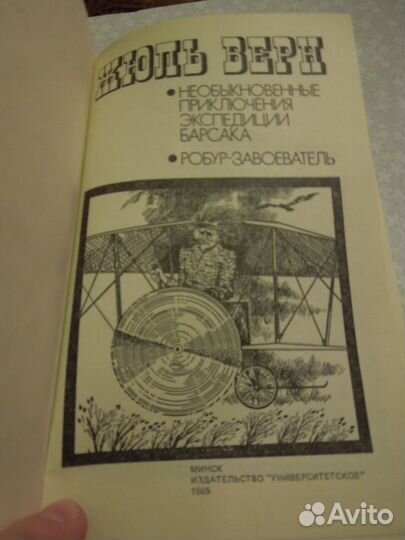 ЖЮЛЬ ВЕРН
• НЕОБЫКНОВЕННЫЕ
ПРИКЛЮЧЕНИЯ
ЭКСПЕДИЦИИ
БАРСАКА
• РОБУР-ЗАВОЕВАТЕЛЬ
МИНСК
ИЗДАТЕЛЬСТВО "УНИВЕРСИТЕТСКОЕ"
Avito